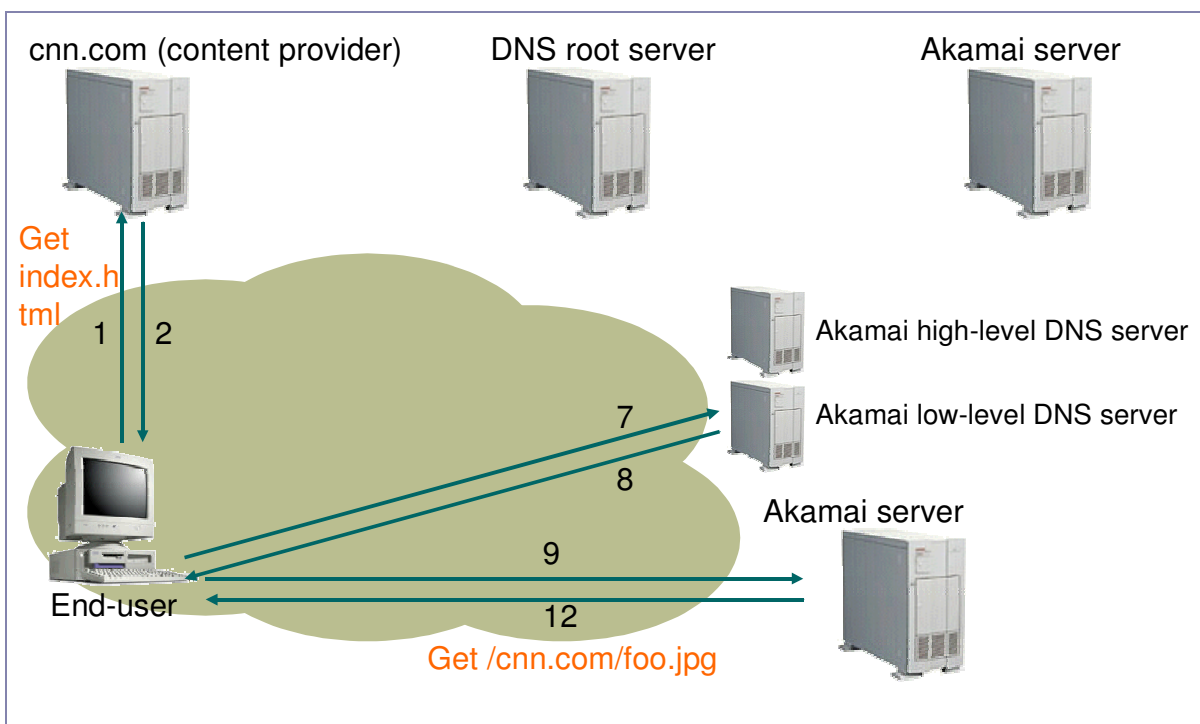 cnn.com (content provider)
DNS root server
Akamai server
Get
index.h
tml
1
2
Akamai high-level DNS server
Akamai low-level DNS server
7
8
Akamai server
9
End-user
12
Get /cnn.com/foo.jpg